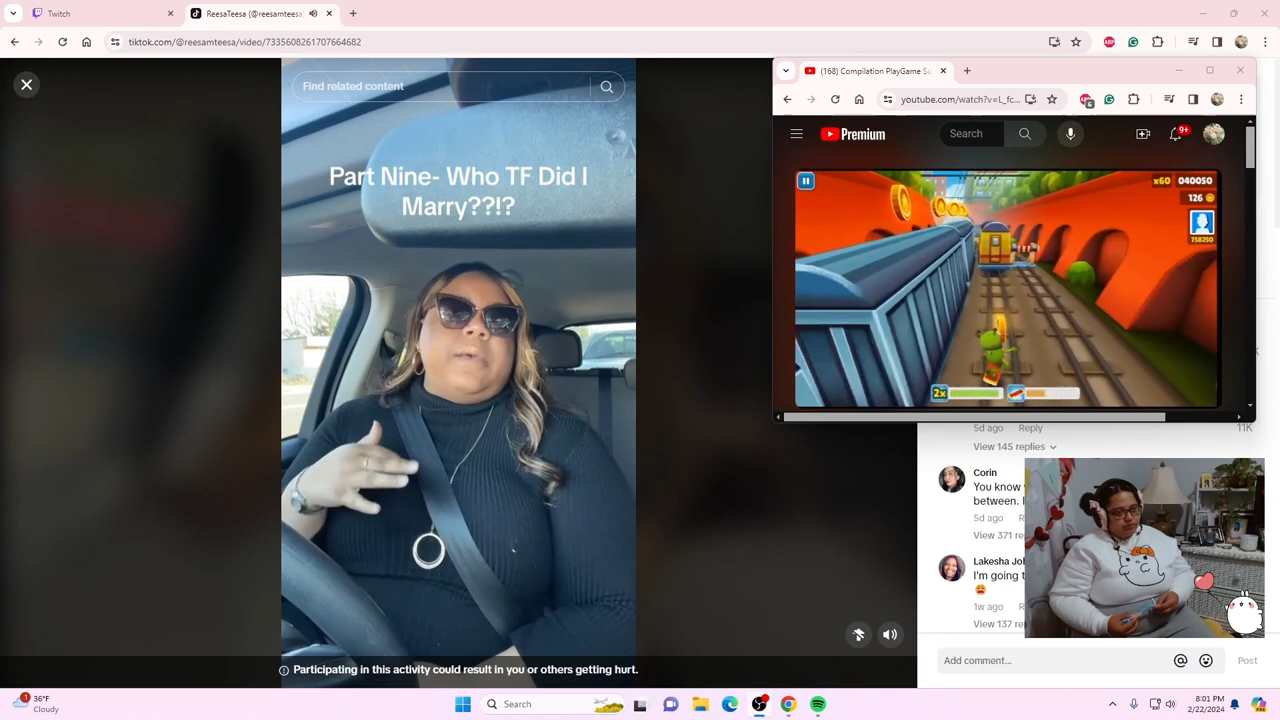 Twitch
ReesaTeesa (@reesamteesa
tiktok.com/@reesamteesa/video/7335608261707664682
Find related content
Part Nine- Who TF Did I
Marry??!?
Participating in this activity could result in you or others getting hurt.
(168) Compilation PlayGame Su
youtube.com/watch?v=L_fc...
6
Premium
Search
9+
x60 040050
126
758250
2x
5d ago Reply
11K
View 145 replies
Corin
You know
between. I
5d ago R
View 371 re
Lakesha Jo
I'm going t
1w ago R
View 137 r
Add comment...
Post
1
36°F
Cloudy
Search
8:01 PM
2/22/2024